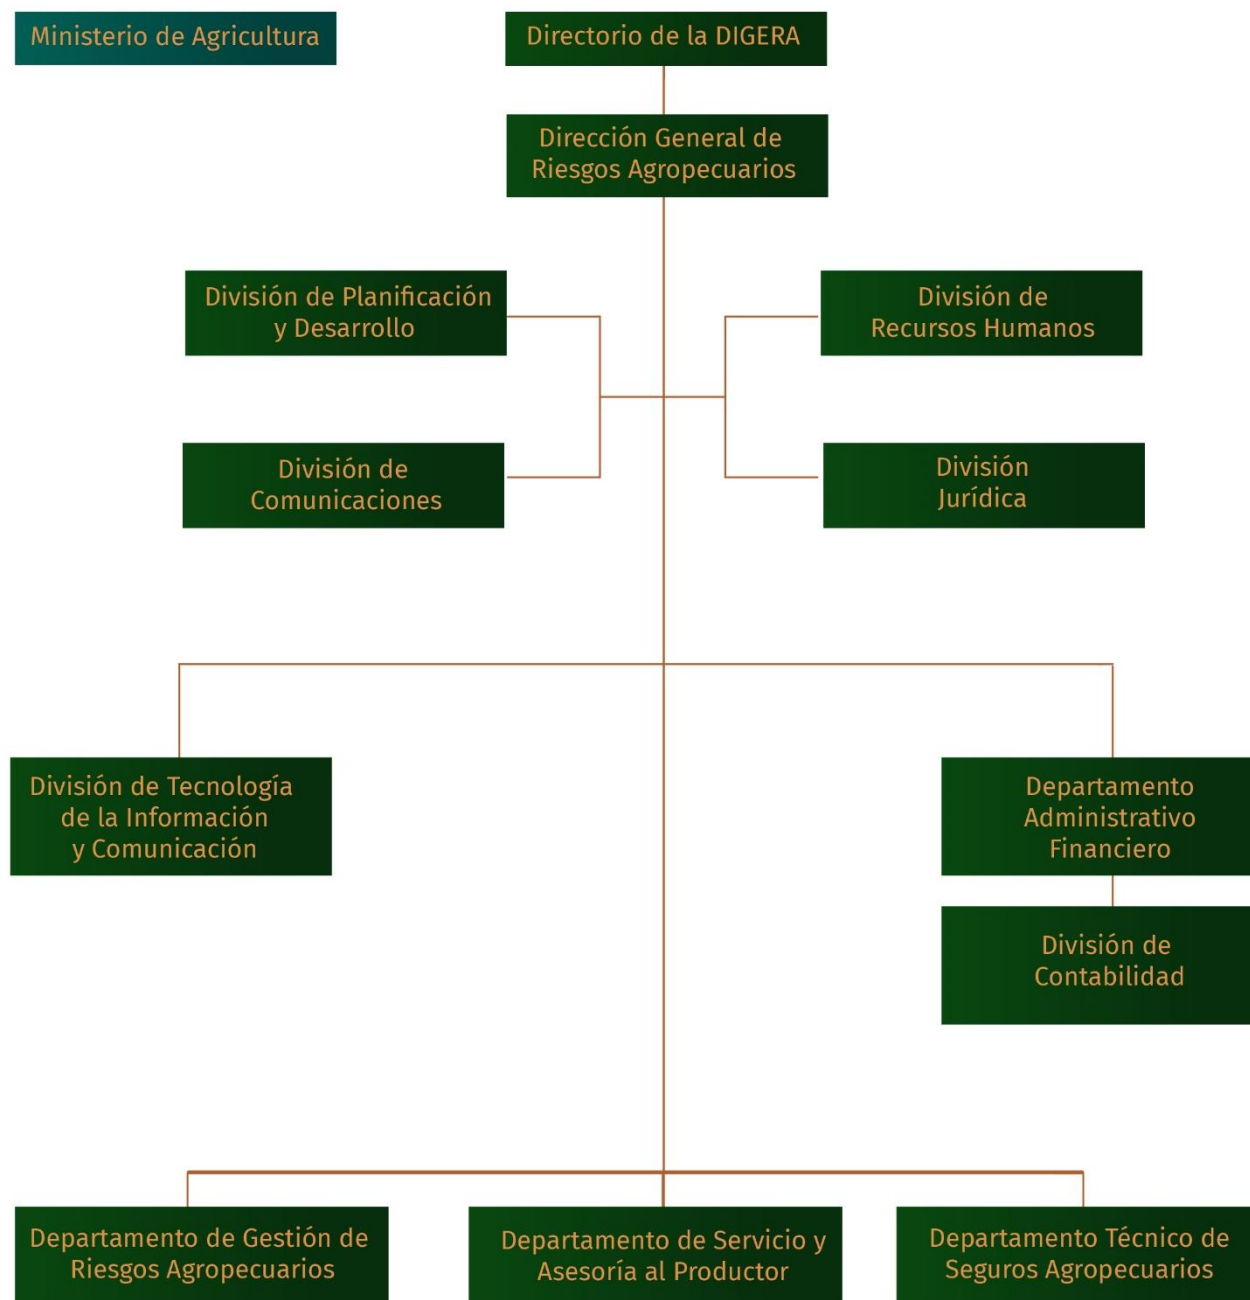 Ministerio de Agricultura
Directorio de la DIGERA
Dirección General de
Riesgos Agropecuarios
División de Planificación
y Desarrollo
División de
Recursos Humanos
División de
Comunicaciones
División
Jurídica
División de Tecnología
de la Información
y Comunicación
Departamento
Administrativo
Financiero
División de
Contabilidad
Departamento de Gestión de
Riesgos Agropecuarios
Departamento de Servicio y
Asesoría al Productor
Departamento Técnico de
Seguros Agropecuarios